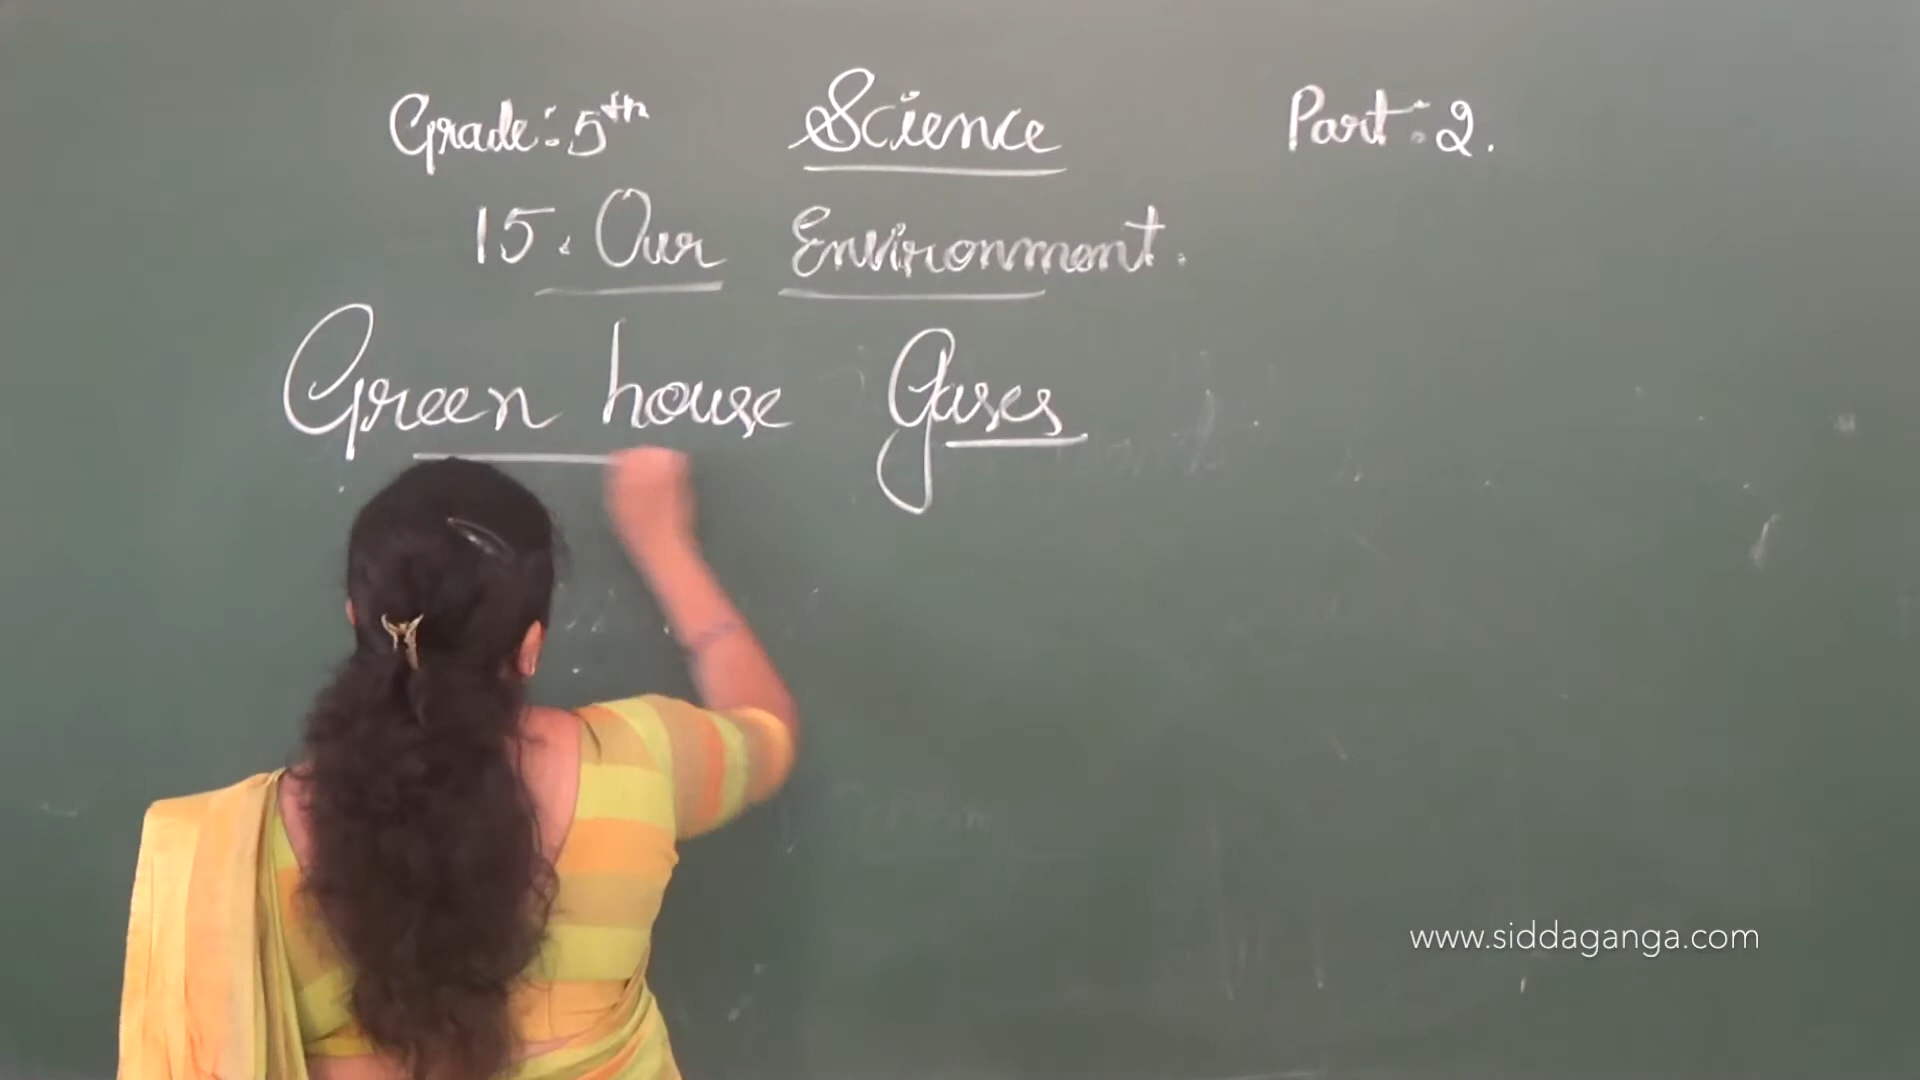 Grade: 5th Science Part: 2.
15. Our Environment.
Green house Gases
www.siddaganga.com